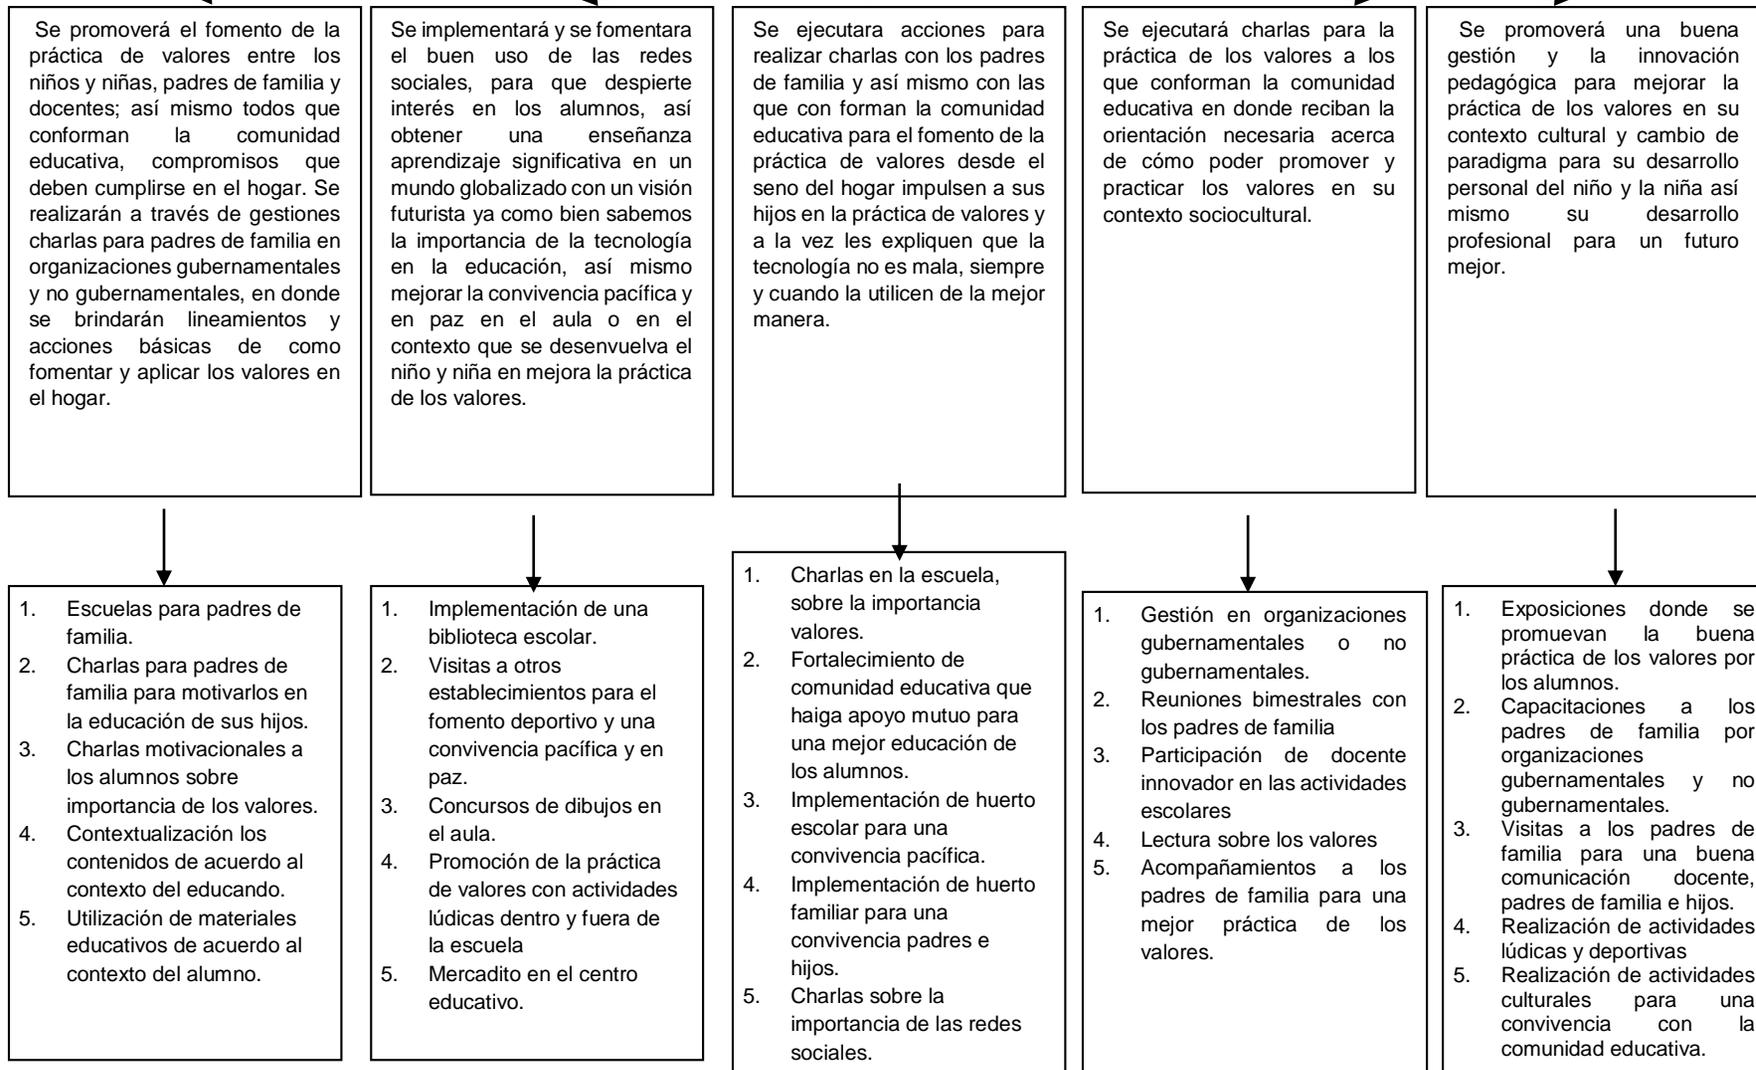 Se promoverá el fomento de la
práctica de valores entre los
niños y niñas, padres de familia y
docentes; así mismo todos que
conforman la comunidad
educativa, compromisos que
deben cumplirse en el hogar. Se
realizarán a través de gestiones
charlas para padres de familia en
organizaciones gubernamentales
y no gubernamentales, en donde
se brindarán lineamientos y
acciones básicas de como
fomentar y aplicar los valores en
el hogar.
Se implementará y se fomentara
el buen uso de las redes
sociales, para que despierte
interés en los alumnos, así
obtener una enseñanza
aprendizaje significativa en un
mundo globalizado con un visión
futurista ya como bien sabemos
la importancia de la tecnología
en la educación, así mismo
mejorar la convivencia pacífica y
en paz en el aula o en el
contexto que se desenvuelva el
niño y niña en mejora la práctica
de los valores.
Se ejecutara acciones para
realizar charlas con los padres
de familia y así mismo con las
que con forman la comunidad
educativa para el fomento de la
práctica de valores desde el
seno del hogar impulsen a sus
hijos en la práctica de valores y
a la vez les expliquen que la
tecnología no es mala, siempre
y cuando la utilicen de la mejor
manera.
Se ejecutará charlas para la
práctica de los valores a los
que conforman la comunidad
educativa en donde reciban la
orientación necesaria acerca
de cómo poder promover y
practicar los valores en su
contexto sociocultural.
Se promoverá una buena
gestión y la innovación
pedagógica para mejorar la
práctica de los valores en su
contexto cultural y cambio de
paradigma para su desarrollo
personal del niño y la niña así
mismo su desarrollo
profesional para un futuro
mejor.
1. Escuelas para padres de
familia.
2. Charlas para padres de
familia para motivarlos en
la educación de sus hijos.
3. Charlas motivacionales a
los alumnos sobre
importancia de los valores.
4. Contextualización los
contenidos de acuerdo al
contexto del educando.
5. Utilización de materiales
educativos de acuerdo al
contexto del alumno.
1. Implementación de una
biblioteca escolar.
2. Visitas a otros
establecimientos para el
fomento deportivo y una
convivencia pacífica y en
paz.
3. Concursos de dibujos en
el aula.
4. Promoción de la práctica
de valores con actividades
lúdicas dentro y fuera de
la escuela
5. Mercadito en el centro
educativo.
1. Charlas en la escuela,
sobre la importancia
valores.
2. Fortalecimiento de
comunidad educativa que
haiga apoyo mutuo para
una mejor educación de
los alumnos.
3. Implementación de huerto
escolar para una
convivencia pacífica.
4. Implementación de huerto
familiar para una
convivencia padres e
hijos.
5. Charlas sobre la
importancia de las redes
sociales.
1. Gestión en organizaciones
gubernamentales o no
gubernamentales.
2. Reuniones bimestrales con
los padres de familia
3. Participación de docente
innovador en las actividades
escolares
4. Lectura sobre los valores
5. Acompañamientos a los
padres de familia para una
mejor práctica de los
valores.
1. Exposiciones donde se
promuevan la buena
práctica de los valores por
los alumnos.
2. Capacitaciones a los
padres de familia por
organizaciones
gubernamentales y no
gubernamentales.
3. Visitas a los padres de
familia para una buena
comunicación docente,
padres de familia e hijos.
4. Realización de actividades
lúdicas y deportivas
5. Realización de actividades
culturales para una
convivencia con la
comunidad educativa.